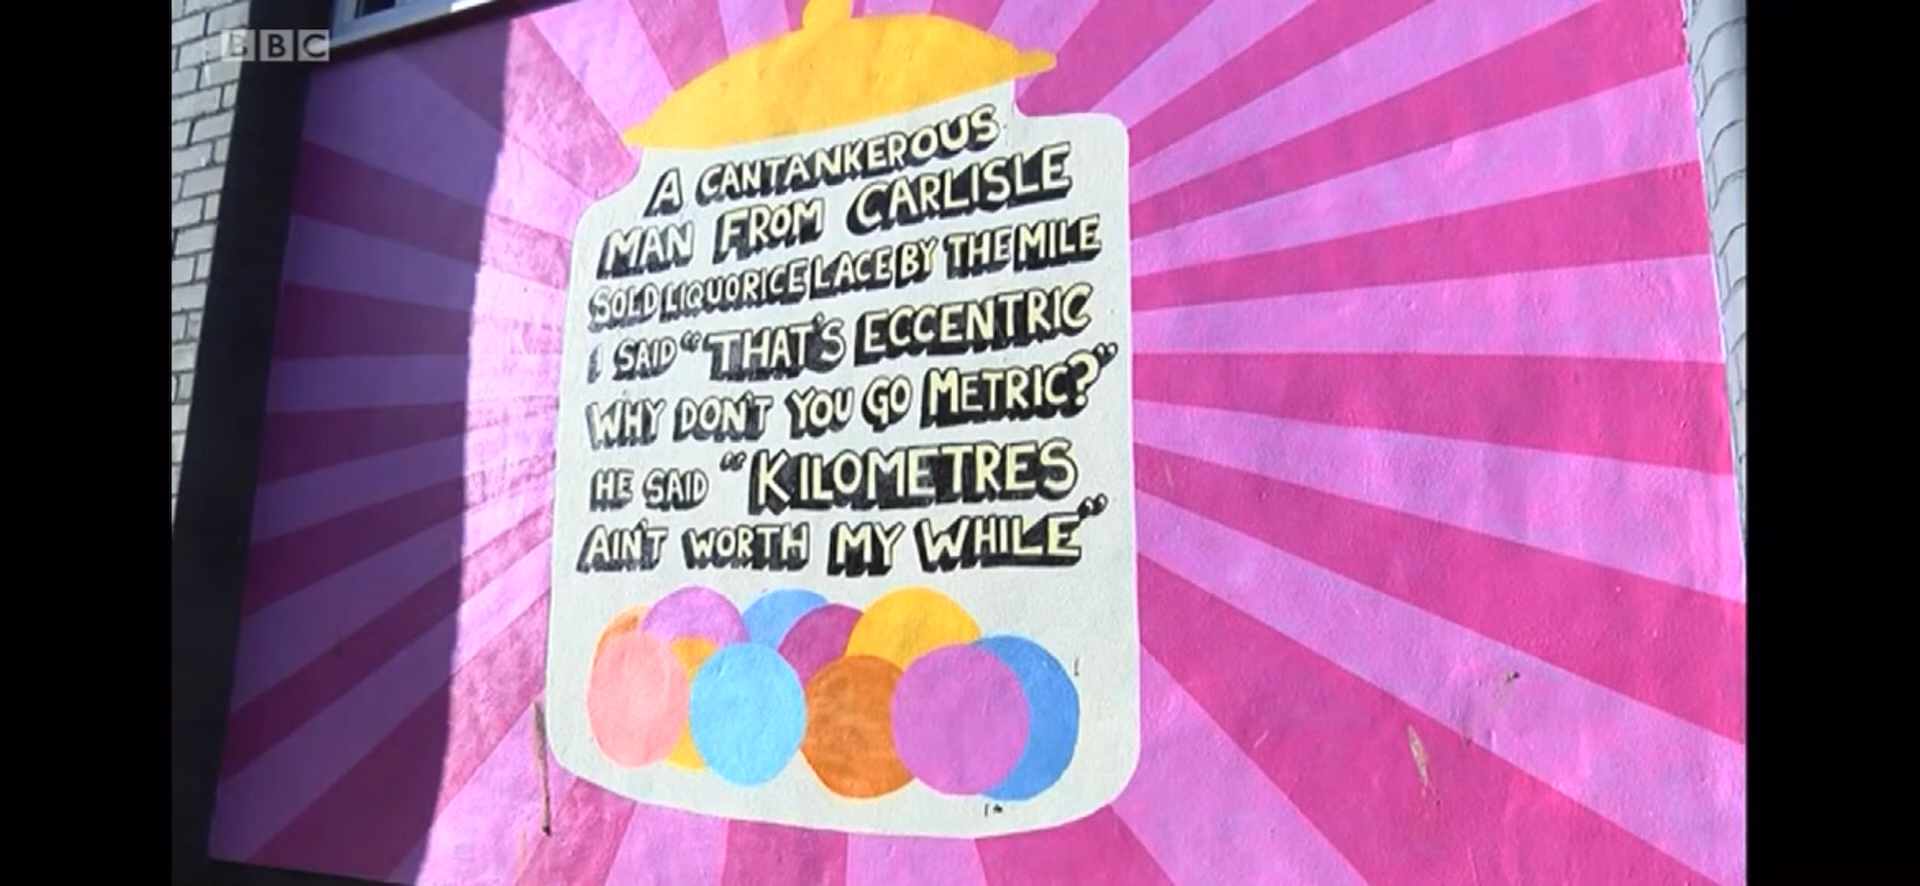 BBC
A CANTANKEROUS
MAN FROM CARLISLE
SOLD LIQUORICE LACE BY THE MILE
I SAID "THAT'S ECCENTRIC
WHY DON'T YOU GO METRIC?"
HE SAID "KILOMETRES
AIN'T WORTH MY WHILE"